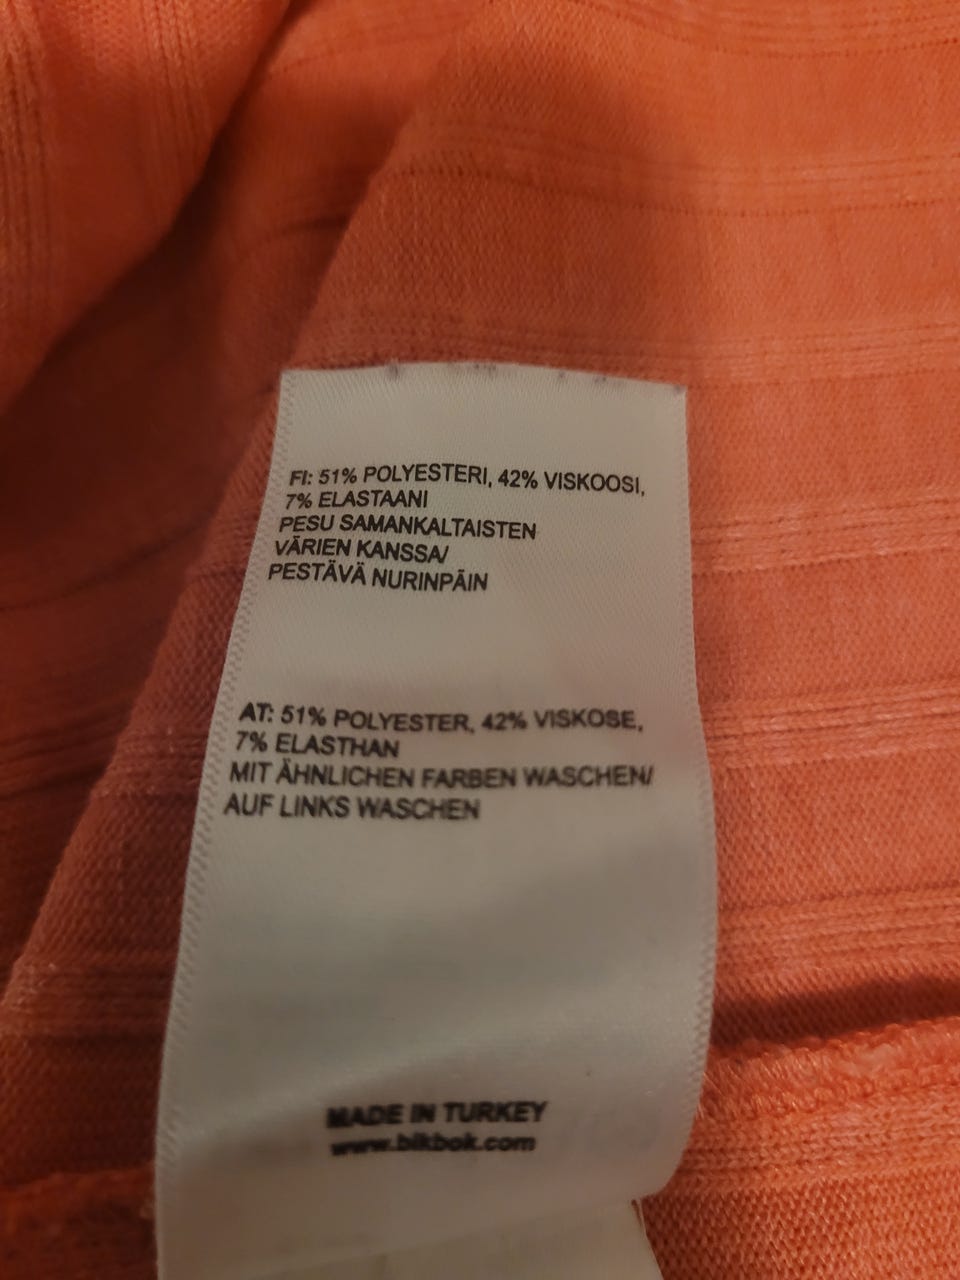 FI: 51% POLYESTERI, 42% VISKOOSI,
7% ELASTAANI
PESU SAMANKALTAISTEN
VÄRIEN KANSSA/
PESTÄVÄ NURINPÄIN
AT: 51% POLYESTER, 42% VISKOSE,
7% ELASTHAN
MIT ÄHNLICHEN FARBEN WASCHEN/
AUF LINKS WASCHEN
MADE IN TURKEY
www.bikbok.com